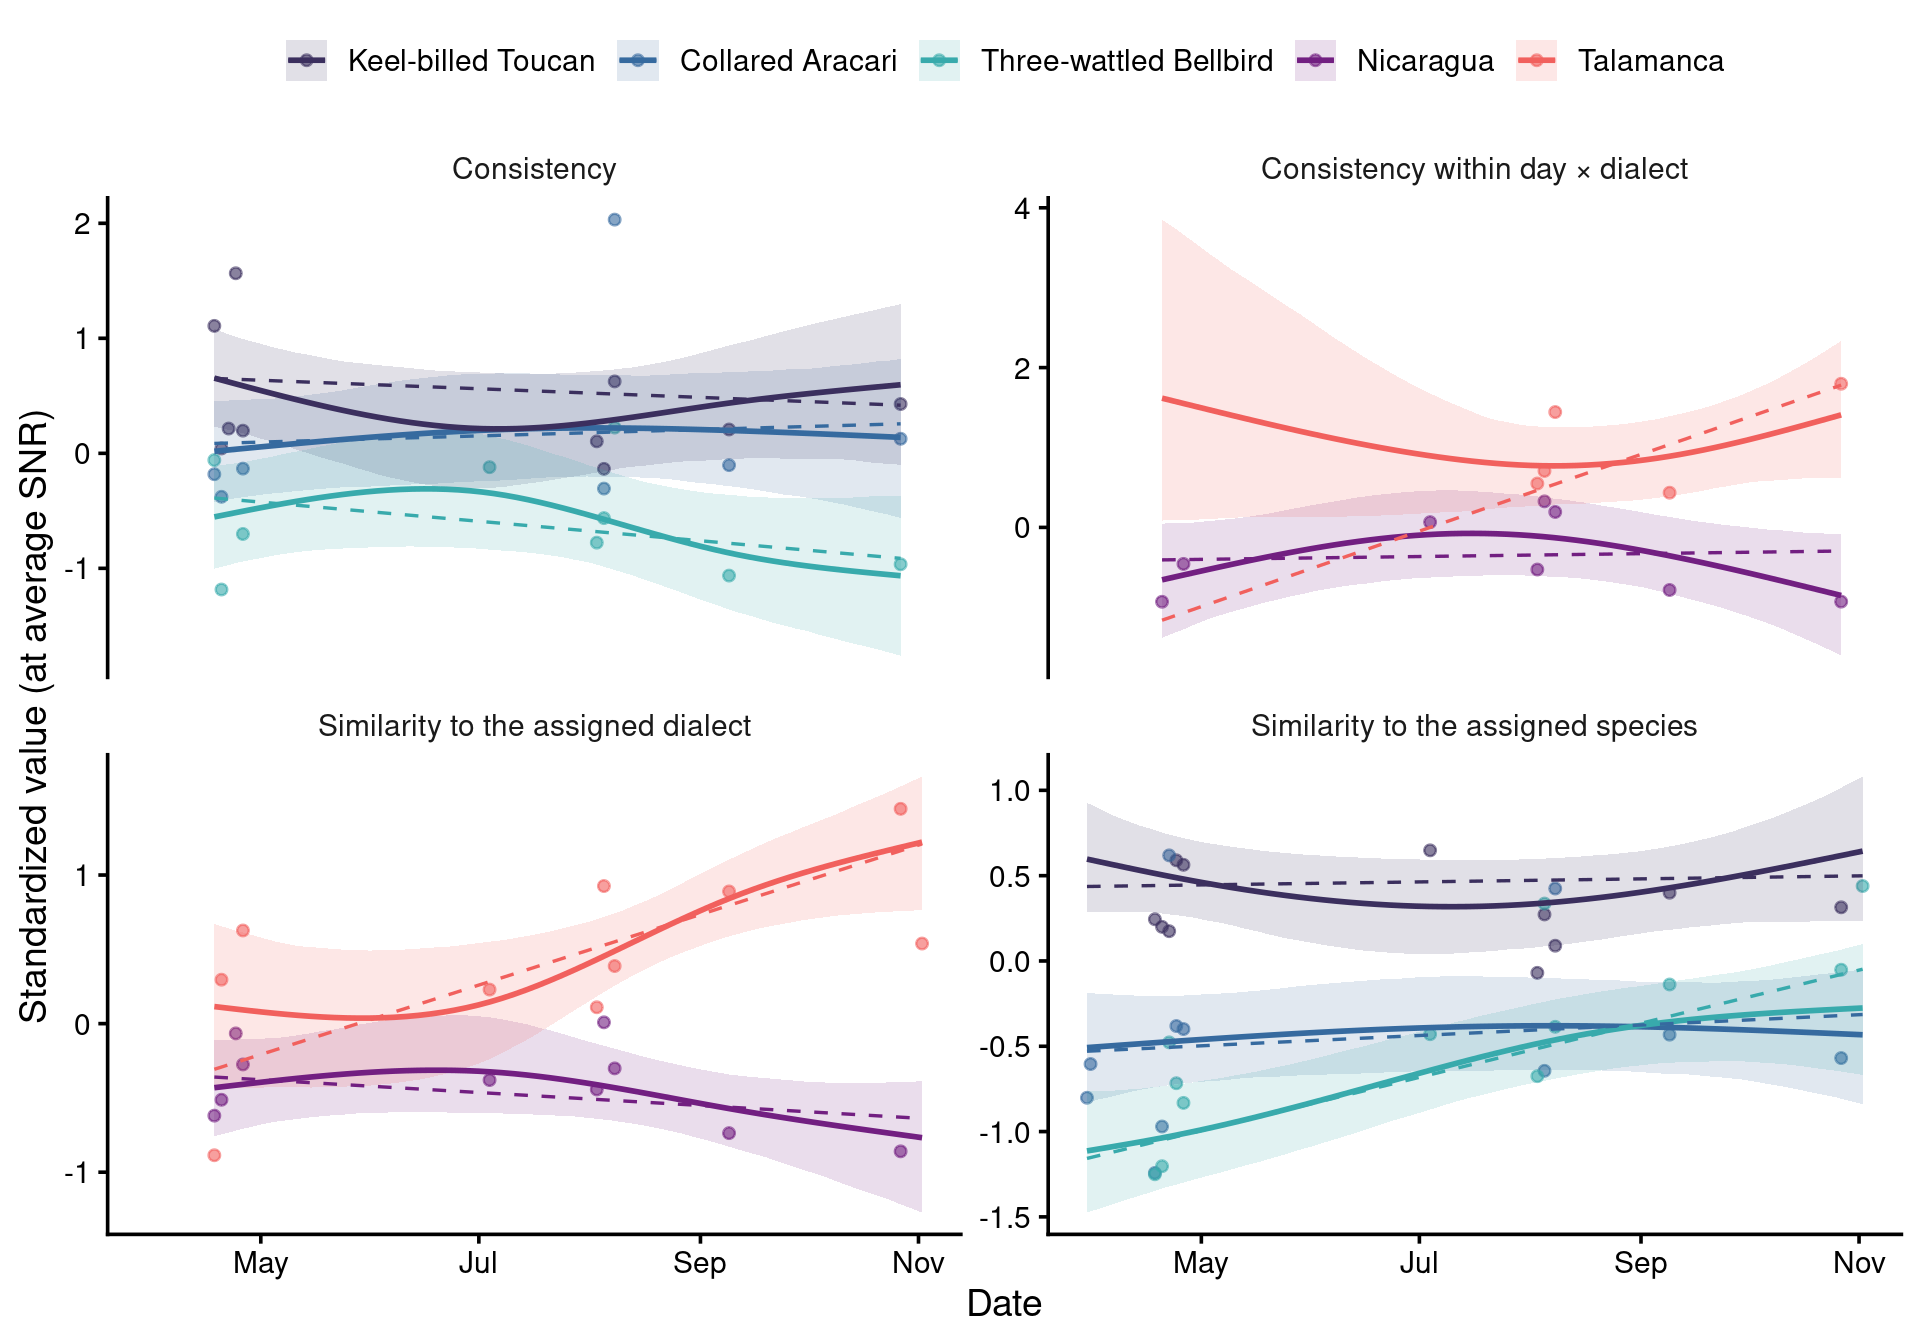 Keel-billed Toucan Collared Aracari Three-wattled Bellbird Nicaragua Talamanca
Consistency
Consistency within day × dialect
2
1
0
-1
4
2
0
Standardized value (at average SNR)
Similarity to the assigned dialect
Similarity to the assigned species
1
0
-1
1.0
0.5
0.0
-0.5
-1.0
-1.5
May Jul Sep Nov
May Jul Sep Nov
Date